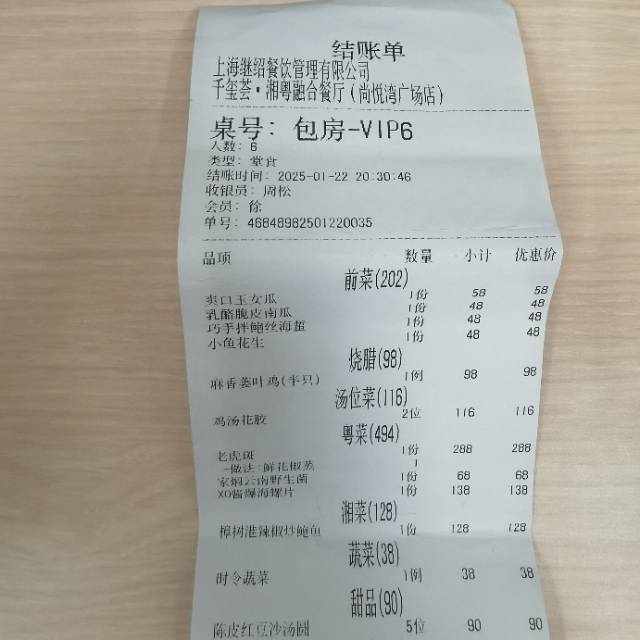 结账单
上海继绍餐饮管理有限公司
千玺荟·湘粤融合餐厅(尚悦湾广场店)
桌号: 包房-VIP6
人数: 6
类型: 堂食
结账时间: 2025-01-22 20:30:46
收银员: 周松
会员: 徐
单号: 46848982501220035
品项 数量 小计 优惠价
前菜(202)
爽口玉女瓜 1份 58 58
乳酪脆皮南瓜 1份 48 48
巧手拌鲍丝海蜇 1份 48 48
小鱼花生 1份 48 48
烧腊(98)
麻香蒌叶鸡(半只) 1例 98 98
汤位菜(116)
鸡汤花胶 2位 116 116
粤菜(494)
老虎斑 1份 288 288
-做法:鲜花椒蒸 1
家焖云南野生菌 1份 68 68
XO酱爆海螺片 1份 138 138
湘菜(128)
樟树港辣椒炒鲍鱼 1份 128 128
蔬菜(38)
时令蔬菜 1例 38 38
甜品(90)
陈皮红豆沙汤圆 5位 90 90